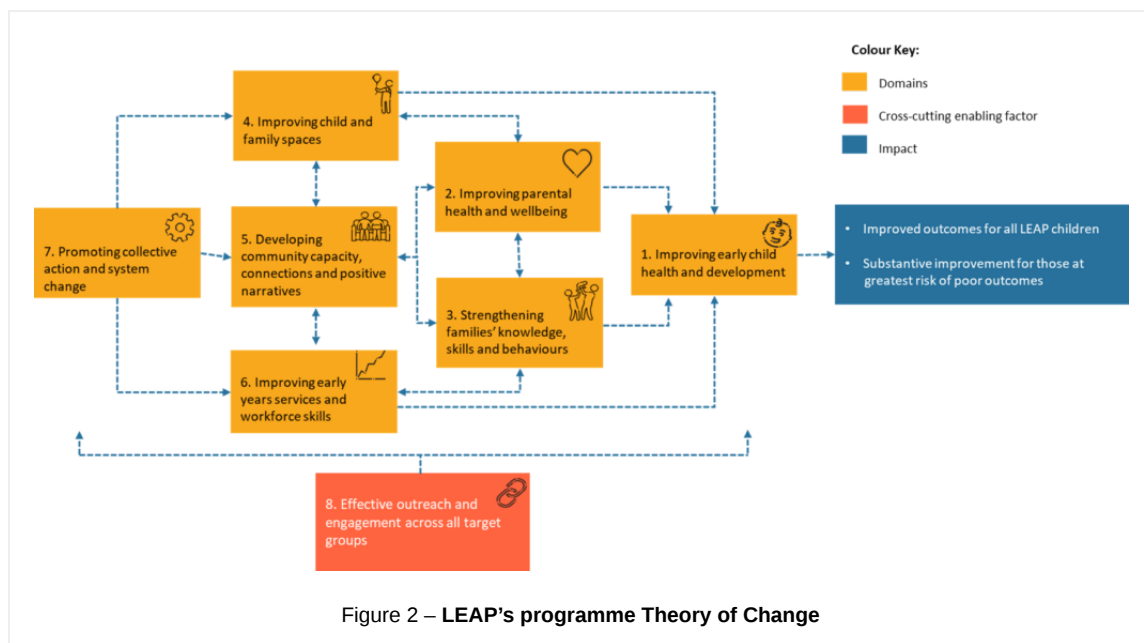 Colour Key:
Domains
Cross-cutting enabling factor
Impact
4. Improving child and
family spaces
2. Improving parental
health and wellbeing
7. Promoting collective
action and system
change
5. Developing
community capacity,
connections and positive
narratives
1. Improving early child
health and development
• Improved outcomes for all LEAP children
• Substantive improvement for those at
greatest risk of poor outcomes
3. Strengthening
families’ knowledge,
skills and behaviours
6. Improving early
years services and
workforce skills
8. Effective outreach and
engagement across all target
groups
Figure 2 – LEAP’s programme Theory of Change